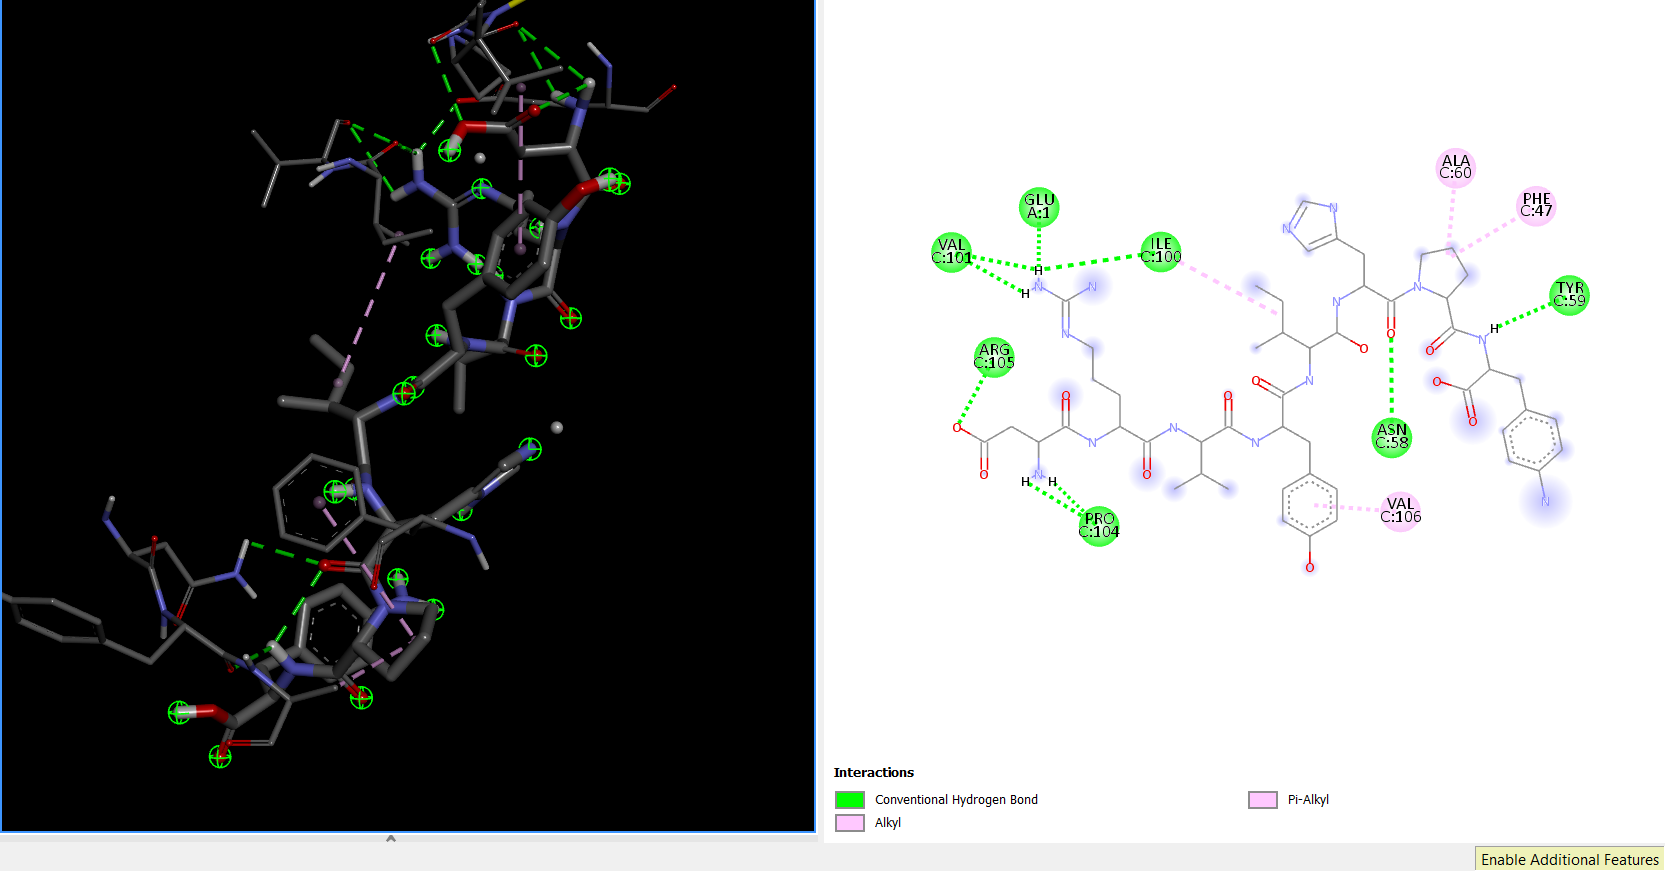 ALA
C:60
PHE
C:47
GLU
A:1
VAL
C:101
ILE
C:100
TYR
C:59
ARG
C:105
ASN
C:58
VAL
C:106
PRO
C:104
H
N
H
N
N
N
N
N
N
O
O
N
H
O
N
O
O
N
O
O
O
N
O
N
O
O
O
N
H
N
H
O
N
Interactions
Conventional Hydrogen Bond
Alkyl
Pi-Alkyl
Enable Additional Features